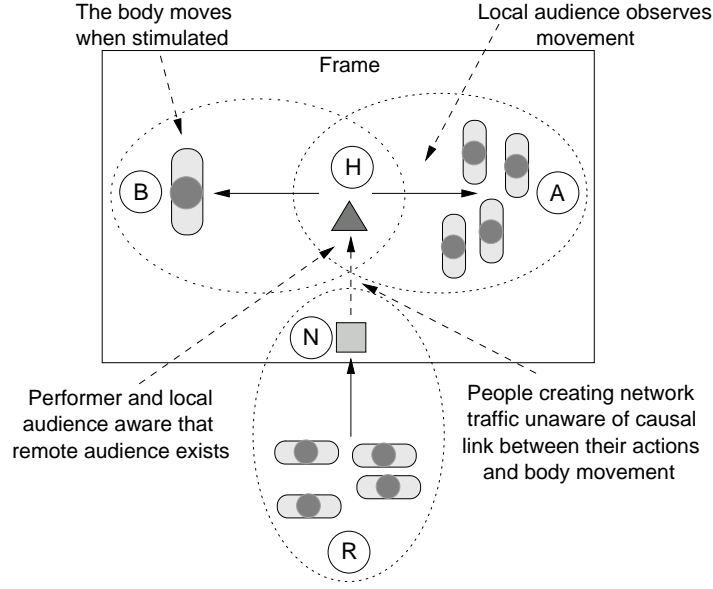 The body moves
when stimulated
Local audience observes
movement
Frame
H
B
A
N
Performer and local
audience aware that
remote audience exists
People creating network
traffic unaware of causal
link between their actions
and body movement
R